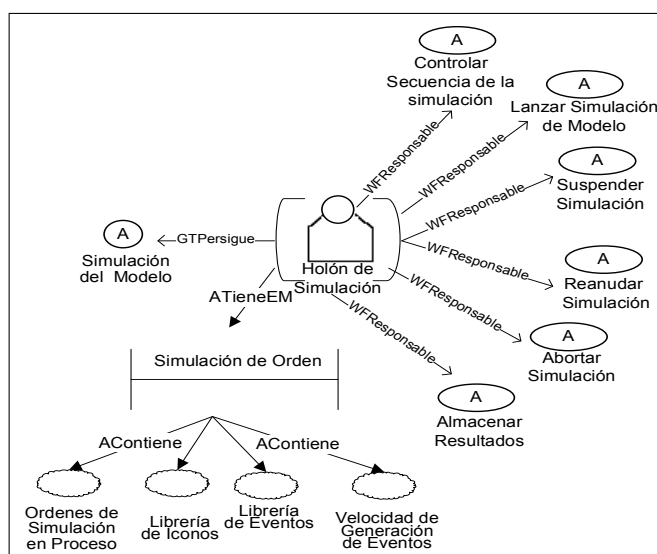 A
Controlar
Secuencia de la
simulación
A
Lanzar Simulación
de Modelo
WFResponsable
WFResponsable
A
Suspender
Simulación
WFResponsable
A
Simulación
del Modelo
GTPersigue
Holón de
Simulación
WFResponsable
A
Reanudar
Simulación
ATieneEM
WFResponsable
A
Abortar
Simulación
WFResponsable
Simulación de Orden
A
Almacenar
Resultados
AContiene
AContiene
Ordenes de
Simulación
en Proceso
Librería
de Iconos
Librería
de Eventos
Velocidad de
Generación
de Eventos